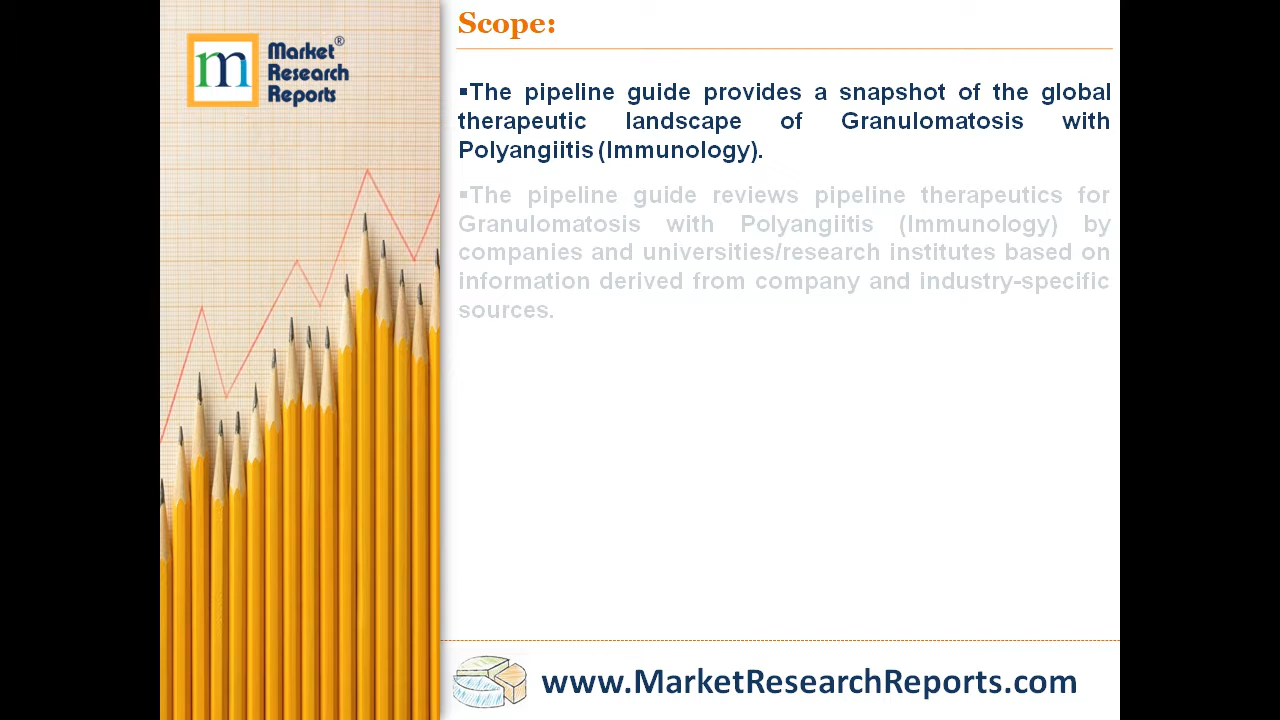 Market®
Research
Reports
Scope:
▪The pipeline guide provides a snapshot of the global
therapeutic landscape of Granulomatosis with
Polyangiitis (Immunology).
▪The pipeline guide reviews pipeline therapeutics for
Granulomatosis with Polyangiitis (Immunology) by
companies and universities/research institutes based on
information derived from company and industry-specific
sources.
www.MarketResearchReports.com